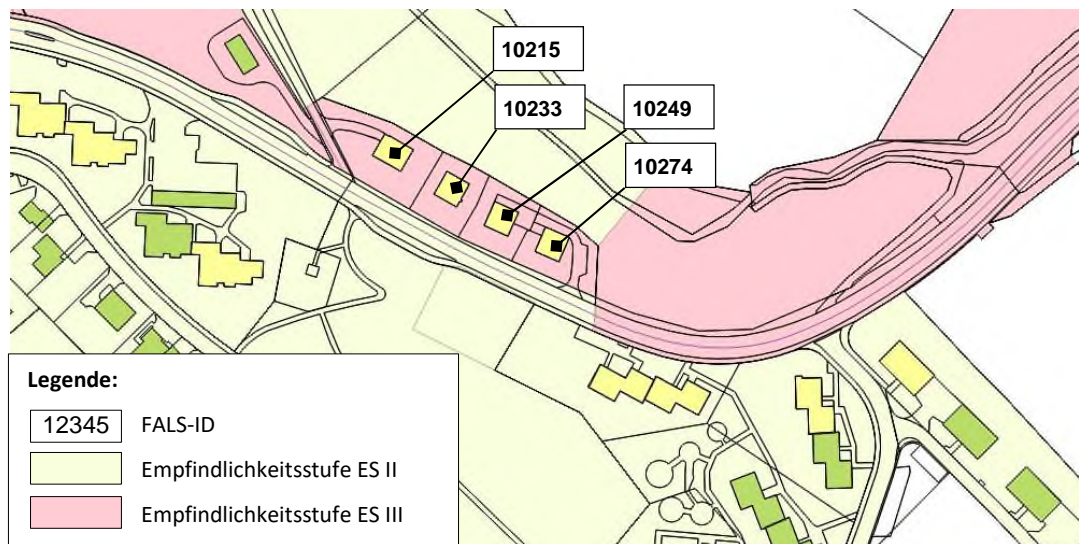 10215
10233
10249
10274
Legende:
12345 FALS-ID
Empfindlichkeitsstufe ES II
Empfindlichkeitsstufe ES III